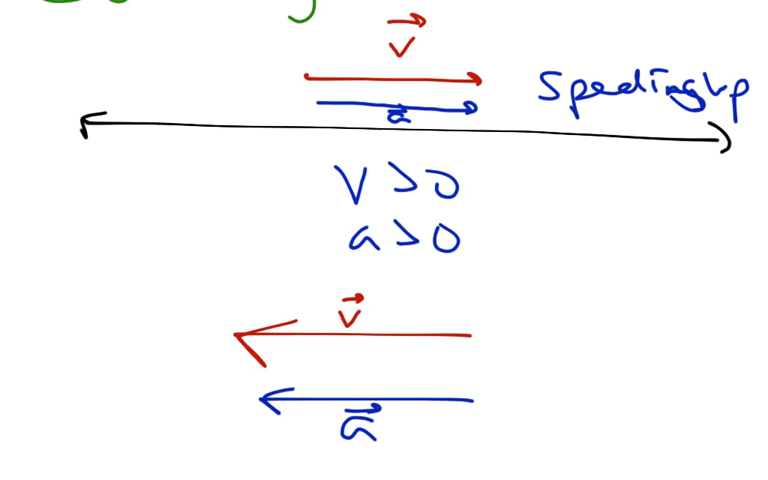 v⃗
Speeding Up
a⃗
V > 0
a > 0
v⃗
a⃗